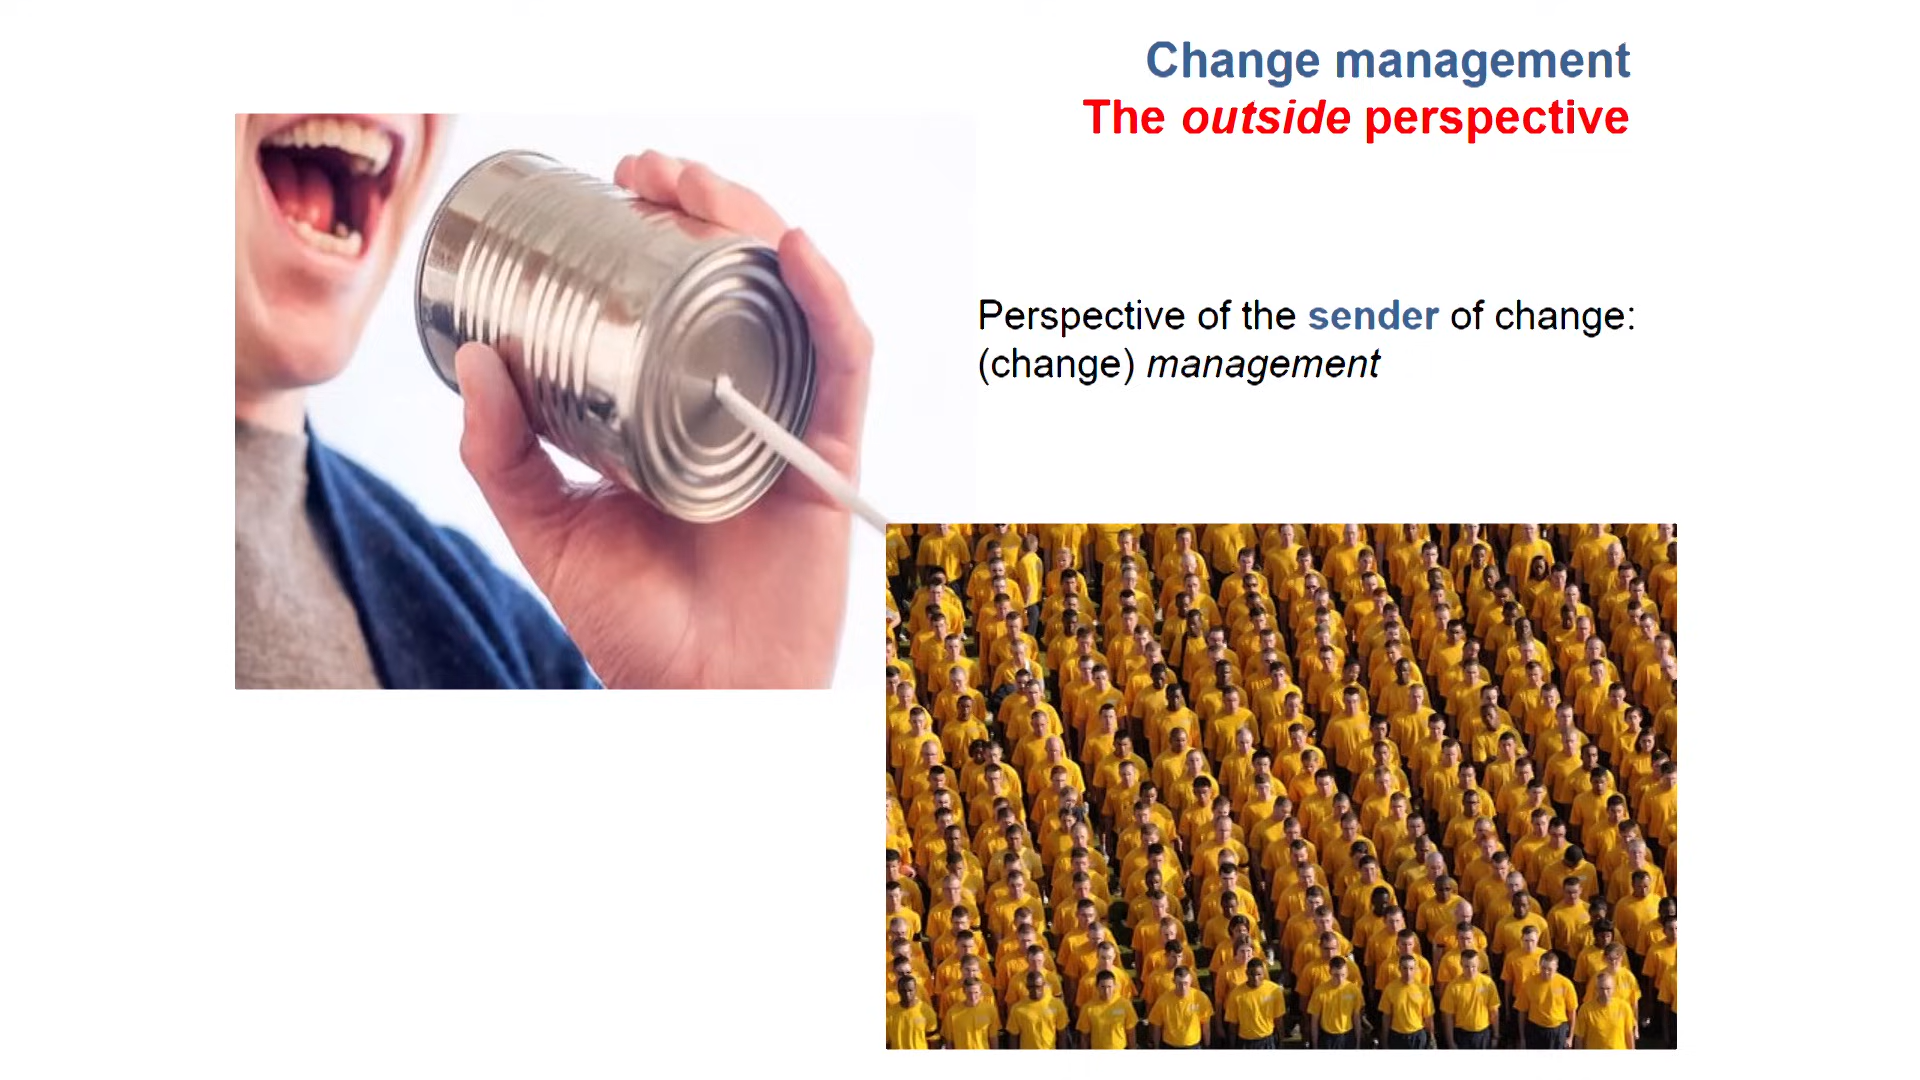 Change management
The outside perspective
Perspective of the sender of change:
(change) management